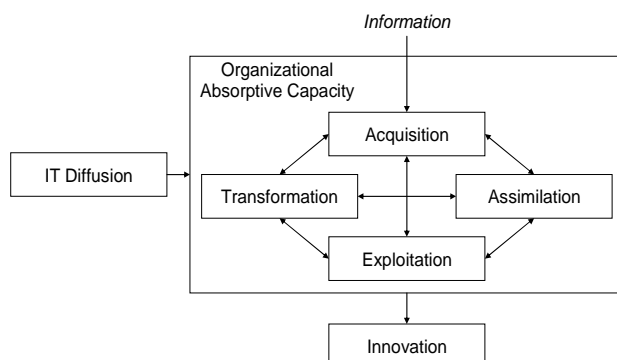 Information
Organizational
Absorptive Capacity
Acquisition
IT Diffusion
Transformation
Assimilation
Exploitation
Innovation